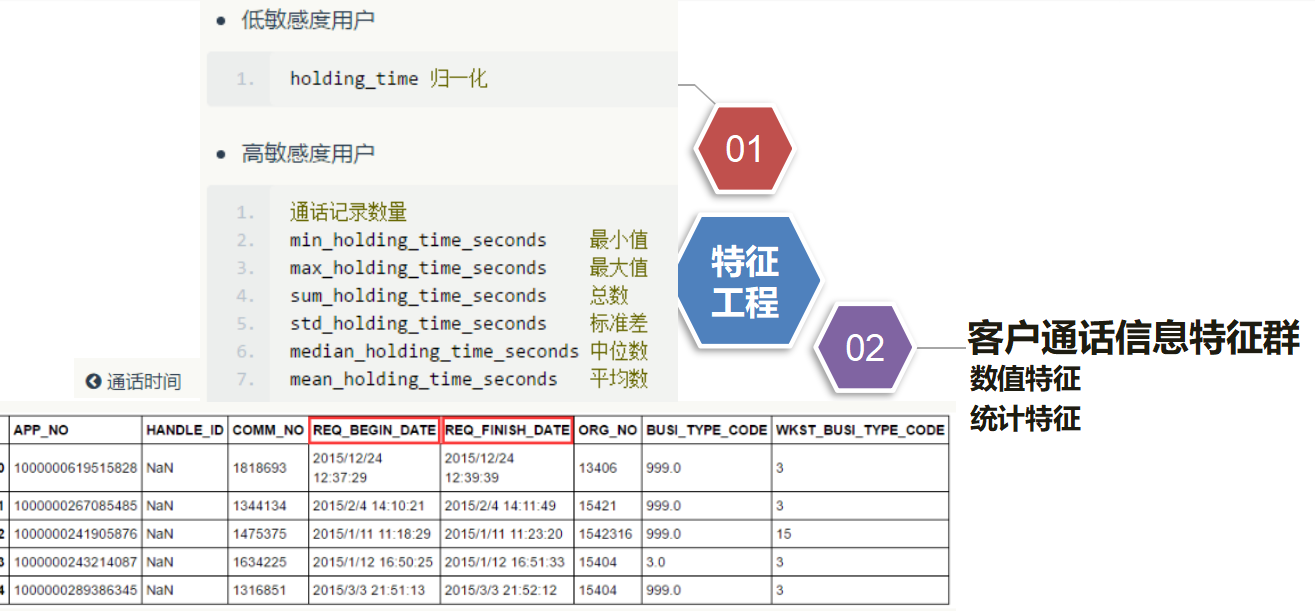 • 低敏感度用户
1. holding_time 归一化
• 高敏感度用户
1. 通话记录数量
2. min_holding_time_seconds 最小值
3. max_holding_time_seconds 最大值
4. sum_holding_time_seconds 总数
5. std_holding_time_seconds 标准差
6. median_holding_time_seconds 中位数
7. mean_holding_time_seconds 平均数
通话时间
01
特征
工程
02
客户通话信息特征群
数值特征
统计特征
APP_NO HANDLE_ID COMM_NO REQ_BEGIN_DATE REQ_FINISH_DATE ORG_NO BUSI_TYPE_CODE WKST_BUSI_TYPE_CODE
0 1000000619515828 NaN 1818693 2015/12/24 12:37:29 2015/12/24 12:39:39 13406 999.0 3
1 1000000267085485 NaN 1344134 2015/2/4 14:10:21 2015/2/4 14:11:49 15421 999.0 3
2 1000000241905876 NaN 1475375 2015/1/11 11:18:29 2015/1/11 11:23:20 1542316 999.0 15
3 1000000243214087 NaN 1634225 2015/1/12 16:50:25 2015/1/12 16:51:33 15404 3.0 3
4 1000000289386345 NaN 1316851 2015/3/3 21:51:13 2015/3/3 21:52:12 15404 999.0 3